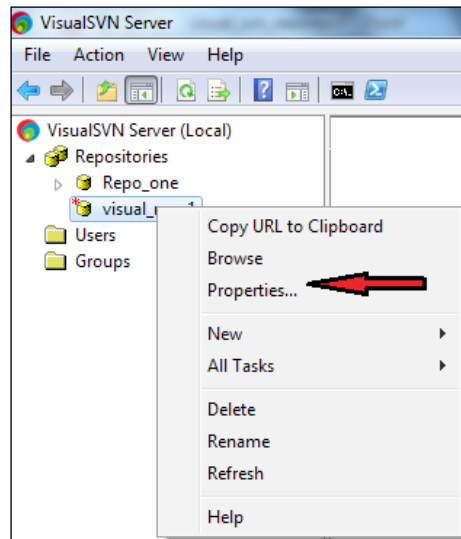 VisualSVN Server
File Action View Help
VisualSVN Server (Local)
Repositories
Repo_one
visual_
Users
Groups
Copy URL to Clipboard
Browse
Properties...
New
All Tasks
Delete
Rename
Refresh
Help